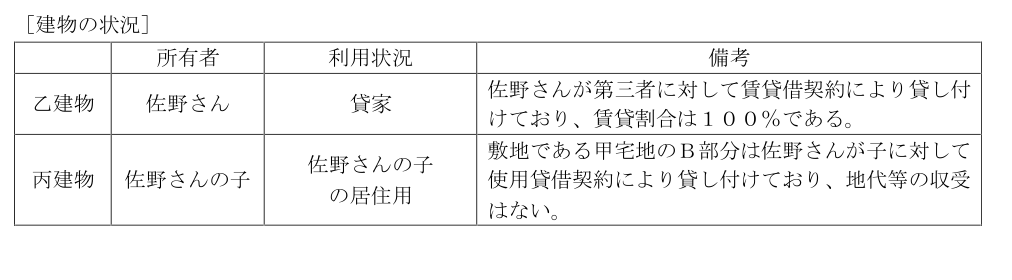 ［建物の状況］
所有者 利用状況 備考
乙建物 佐野さん 貸家 佐野さんが第三者に対して賃貸借契約により貸し付
けており、賃貸割合は１００％である。
丙建物 佐野さんの子 佐野さんの子
の居住用 敷地である甲宅地のＢ部分は佐野さんが子に対して
使用貸借契約により貸し付けており、地代等の収受
はない。